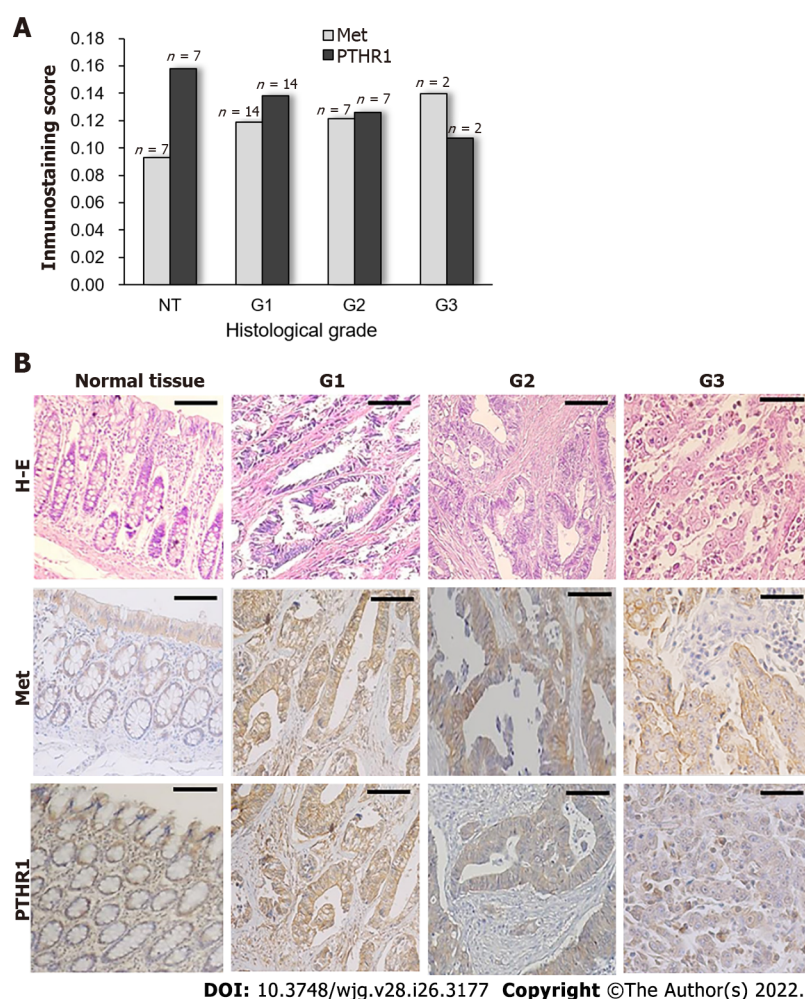 A
Met
PTHR1
Inmunostaining score
0.18
0.16
0.14
0.12
0.10
0.08
0.06
0.04
0.02
0.00
n = 7
n = 7
n = 14
n = 14
n = 7
n = 7
n = 2
n = 2
NT G1 G2 G3
Histological grade
B
Normal tissue G1 G2 G3
H-E
Met
PTHR1
DOI: 10.3748/wjg.v28.i26.3177 Copyright ©The Author(s) 2022.